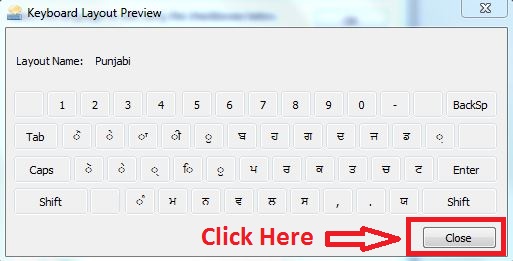 Keyboard Layout Preview
Layout Name: Punjabi
1 2 3 4 5 6 7 8 9 0 - BackSp
Tab ੌ ੈ ਾ ੀ ੂ ਬ ਹ ਗ ਦ ਜ ਡ ਼
Caps ੋ ੇ ੍ ਿ ੁ ਪ ਰ ਕ ਤ ਚ ਟ Enter
Shift ੰ ਮ ਨ ਵ ਲ ਸ , . ਯ Shift
Click Here Close